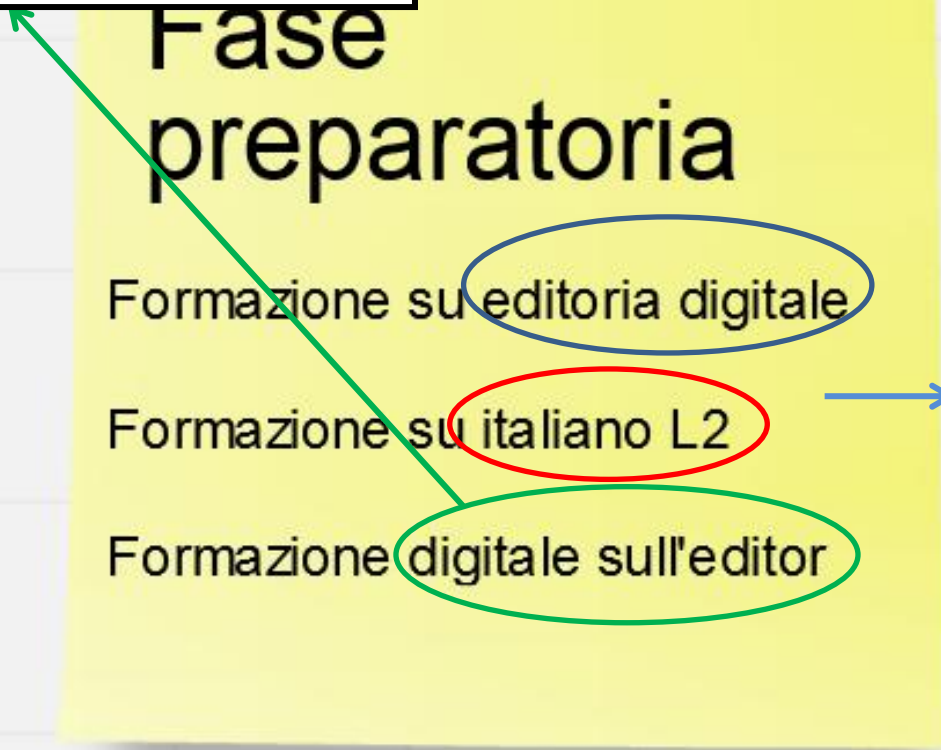 Fase
preparatoria
Formazione su editoria digitale
Formazione su italiano L2
Formazione digitale sull'editor